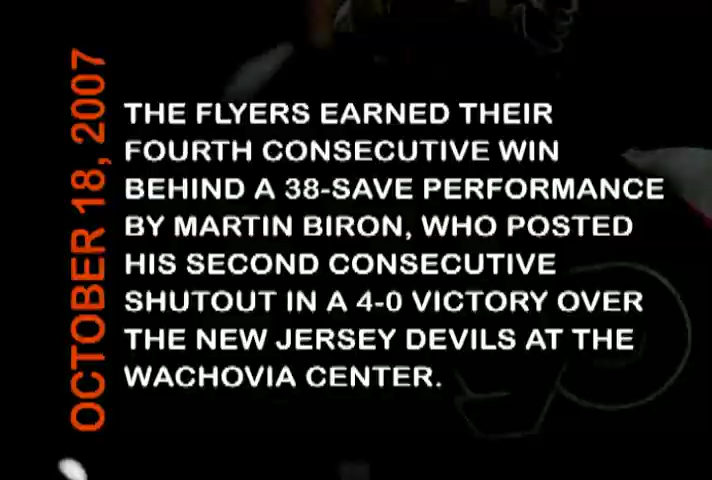 OCTOBER 18, 2007
THE FLYERS EARNED THEIR
FOURTH CONSECUTIVE WIN
BEHIND A 38-SAVE PERFORMANCE
BY MARTIN BIRON, WHO POSTED
HIS SECOND CONSECUTIVE
SHUTOUT IN A 4-0 VICTORY OVER
THE NEW JERSEY DEVILS AT THE
WACHOVIA CENTER.